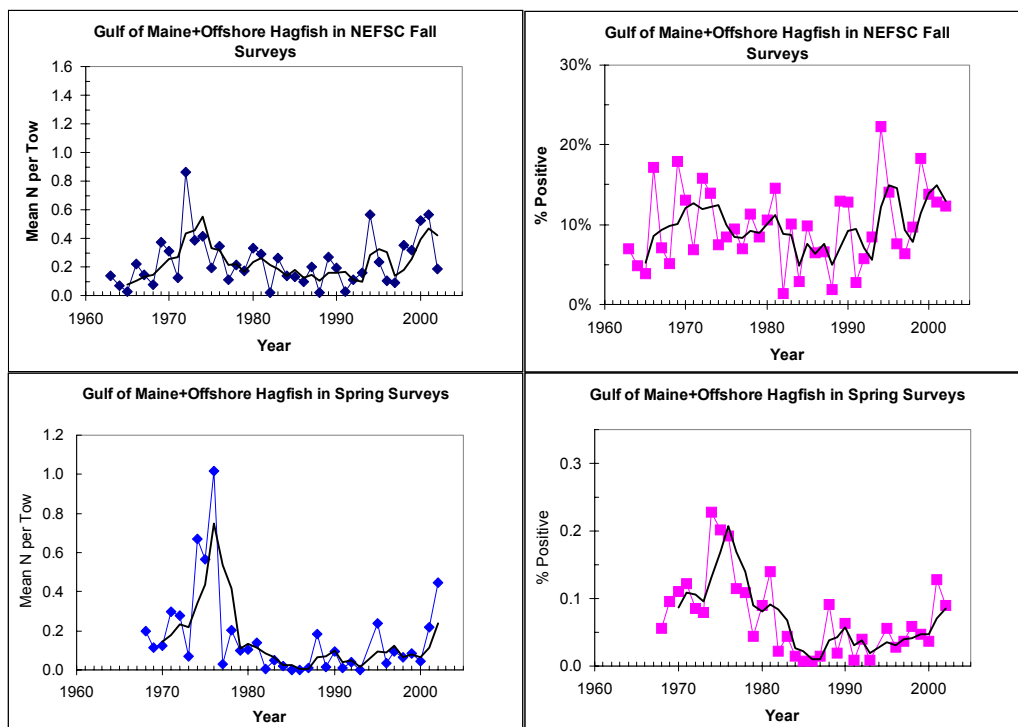 Gulf of Maine+Offshore Hagfish in NEFSC Fall
Surveys
Mean N per Tow
1.6
1.4
1.2
1.0
0.8
0.6
0.4
0.2
0.0
1960 1970 1980 1990 2000
Year
Gulf of Maine+Offshore Hagfish in NEFSC Fall
Surveys
% Positive
30%
20%
10%
0%
1960 1970 1980 1990 2000
Year
Gulf of Maine+Offshore Hagfish in Spring Surveys
Mean N per Tow
1.2
1.0
0.8
0.6
0.4
0.2
0.0
1960 1970 1980 1990 2000
Year
Gulf of Maine+Offshore Hagfish in Spring Surveys
% Positive
0.3
0.2
0.1
0.0
1960 1970 1980 1990 2000
Year